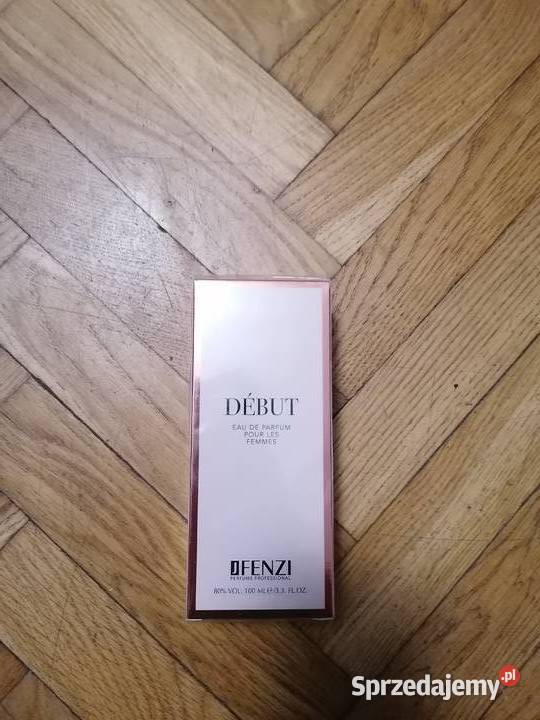 DÉBUT
EAU DE PARFUM
POUR LES
FEMMES
JFENZI
PERFUME PROFESSIONAL
80% VOL. 100 ML℮/3.3. FL.OZ.
Sprzedajemy.pl